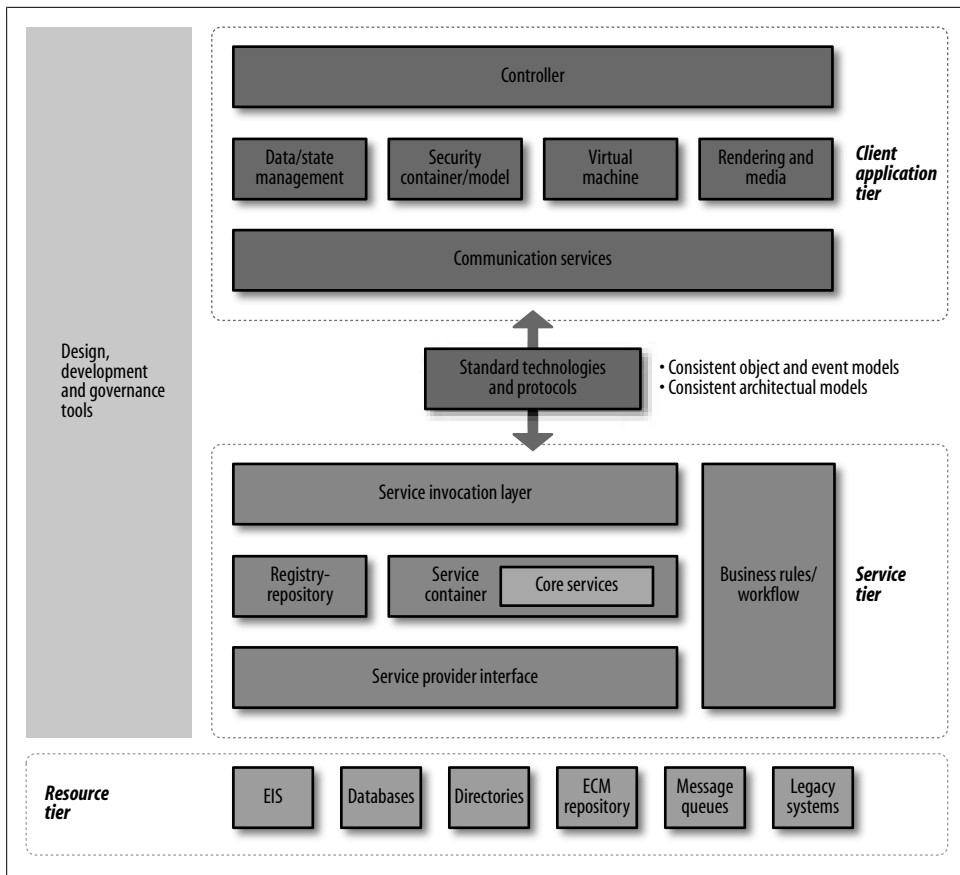 Controller
Data/state
management
Security
container/model
Virtual
machine
Rendering and
media
Client
application
tier
Communication services
Design,
development
and governance
tools
Standard technologies
and protocols
• Consistent object and event models
• Consistent architectual models
Service invocation layer
Registry-
repository
Service
container
Core services
Business rules/
workflow
Service
tier
Service provider interface
Resource
tier
EIS
Databases
Directories
ECM
repository
Message
queues
Legacy
systems